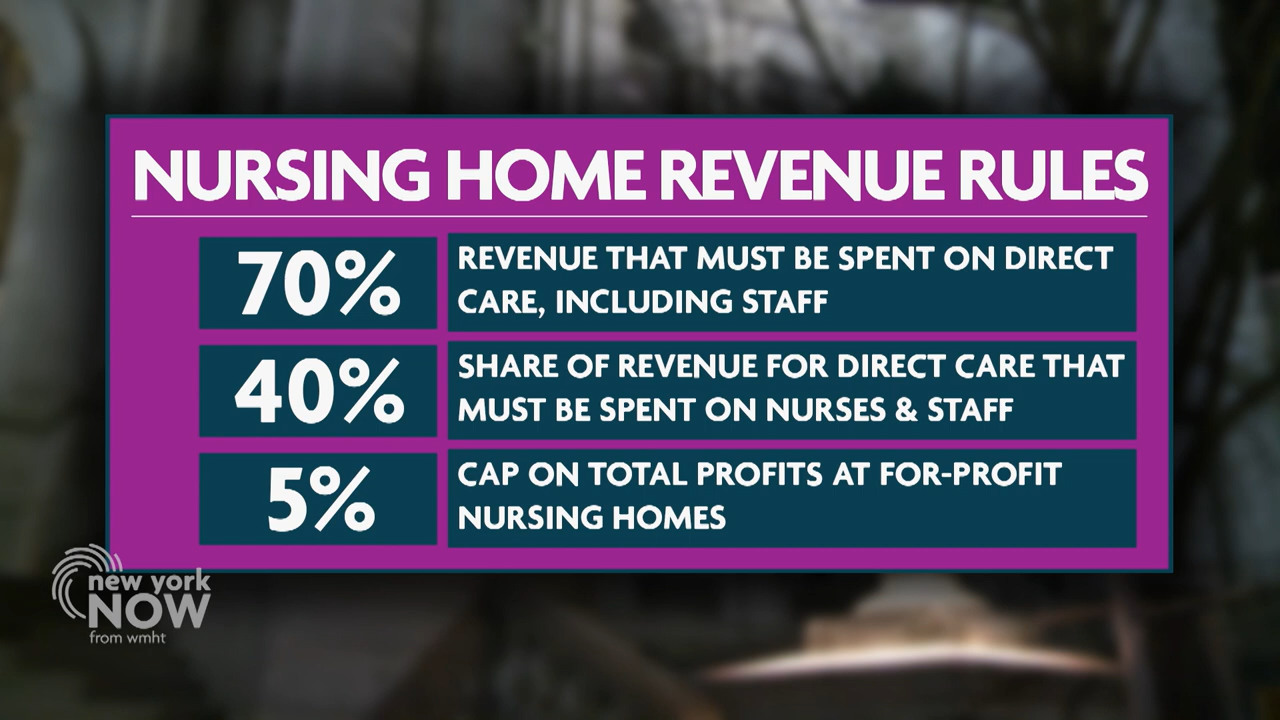 NURSING HOME REVENUE RULES
70%
REVENUE THAT MUST BE SPENT ON DIRECT
CARE, INCLUDING STAFF
40%
SHARE OF REVENUE FOR DIRECT CARE THAT
MUST BE SPENT ON NURSES & STAFF
5%
CAP ON TOTAL PROFITS AT FOR-PROFIT
NURSING HOMES
new york
NOW
from wmht